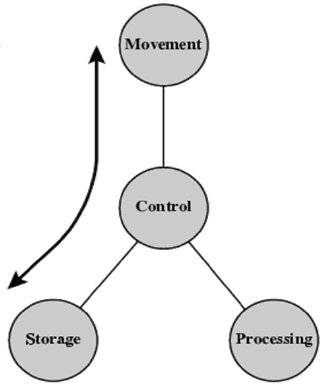 Movement
Control
Storage
Processing